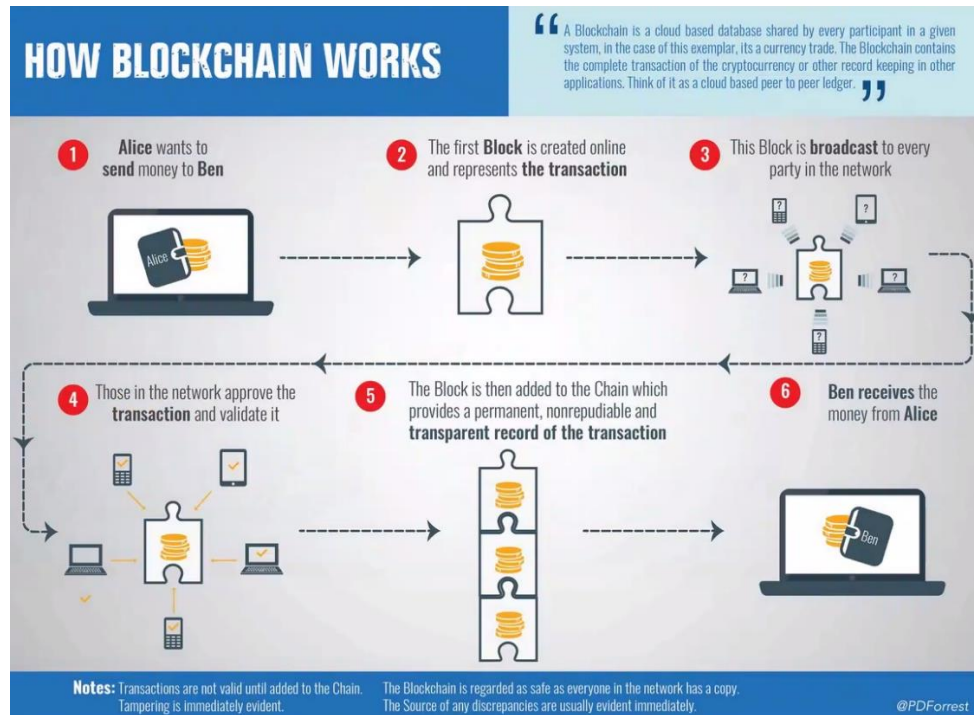 HOW BLOCKCHAIN WORKS
“ A Blockchain is a cloud based database shared by every participant in a given
system, in the case of this exemplar, its a currency trade. The Blockchain contains
the complete transaction of the cryptocurrency or other record keeping in other
applications. Think of it as a cloud based peer to peer ledger. ”
1 Alice wants to
send money to Ben
Alice
2 The first Block is created online
and represents the transaction
3 This Block is broadcast to every
party in the network
?
?
?
?
?
4 Those in the network approve the
transaction and validate it
5 The Block is then added to the Chain which
provides a permanent, nonrepudiable and
transparent record of the transaction
6 Ben receives the
money from Alice
Ben
Notes: Transactions are not valid until added to the Chain.
Tampering is immediately evident.
The Blockchain is regarded as safe as everyone in the network has a copy.
The Source of any discrepancies are usually evident immediately.
@PDForrest